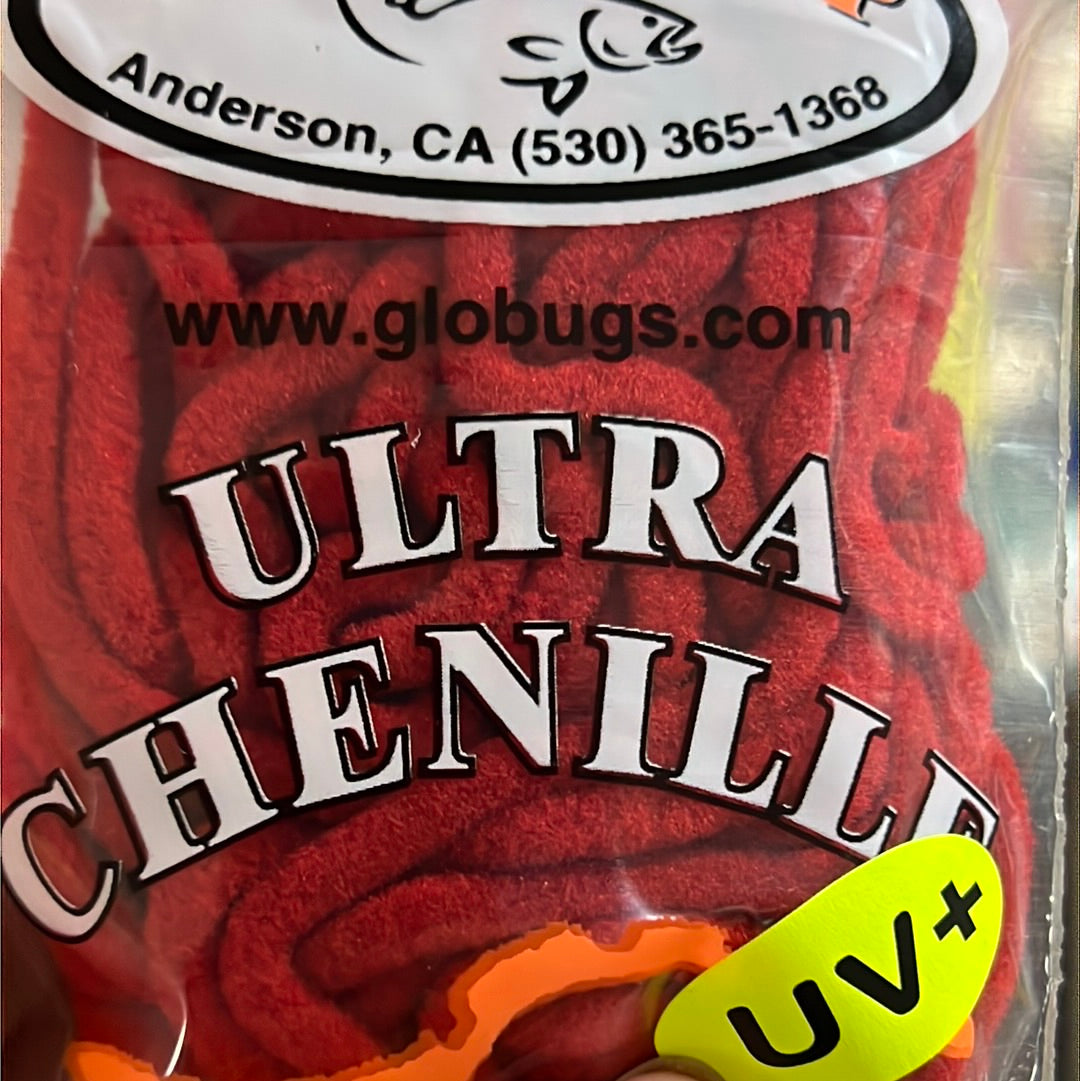 Anderson, CA (530) 365-1368
www.globugs.com
ULTRA
CHENILLE
UV+